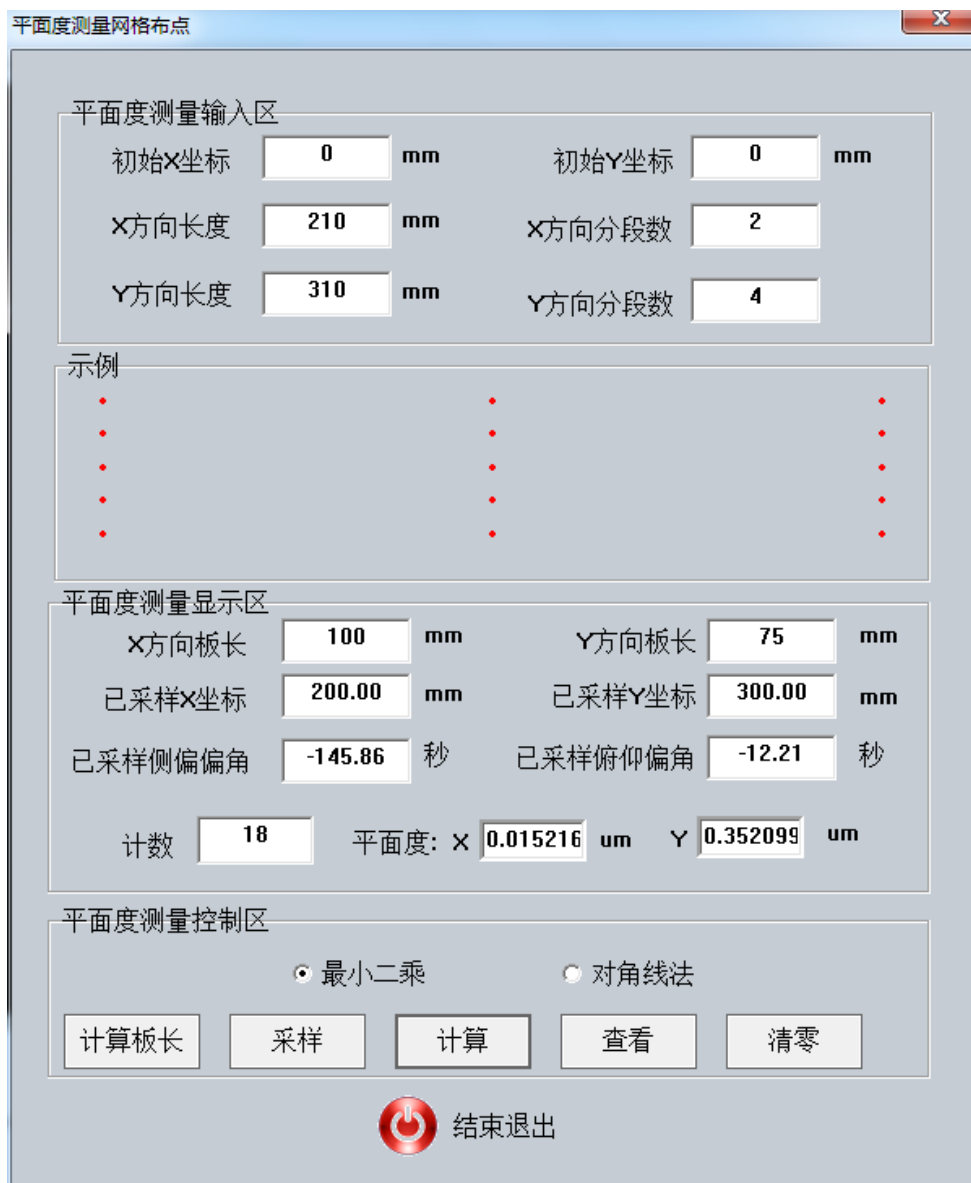 平面度测量网格布点
平面度测量输入区
初始X坐标 0 mm 初始Y坐标 0 mm
X方向长度 210 mm X方向分段数 2
Y方向长度 310 mm Y方向分段数 4
示例
平面度测量显示区
X方向板长 100 mm Y方向板长 75 mm
已采样X坐标 200.00 mm 已采样Y坐标 300.00 mm
已采样侧偏偏角 -145.86 秒 已采样俯仰偏角 -12.21 秒
计数 18 平面度: X 0.015216 um Y 0.352099 um
平面度测量控制区
最小二乘 对角线法
计算板长 采样 计算 查看 清零
结束退出